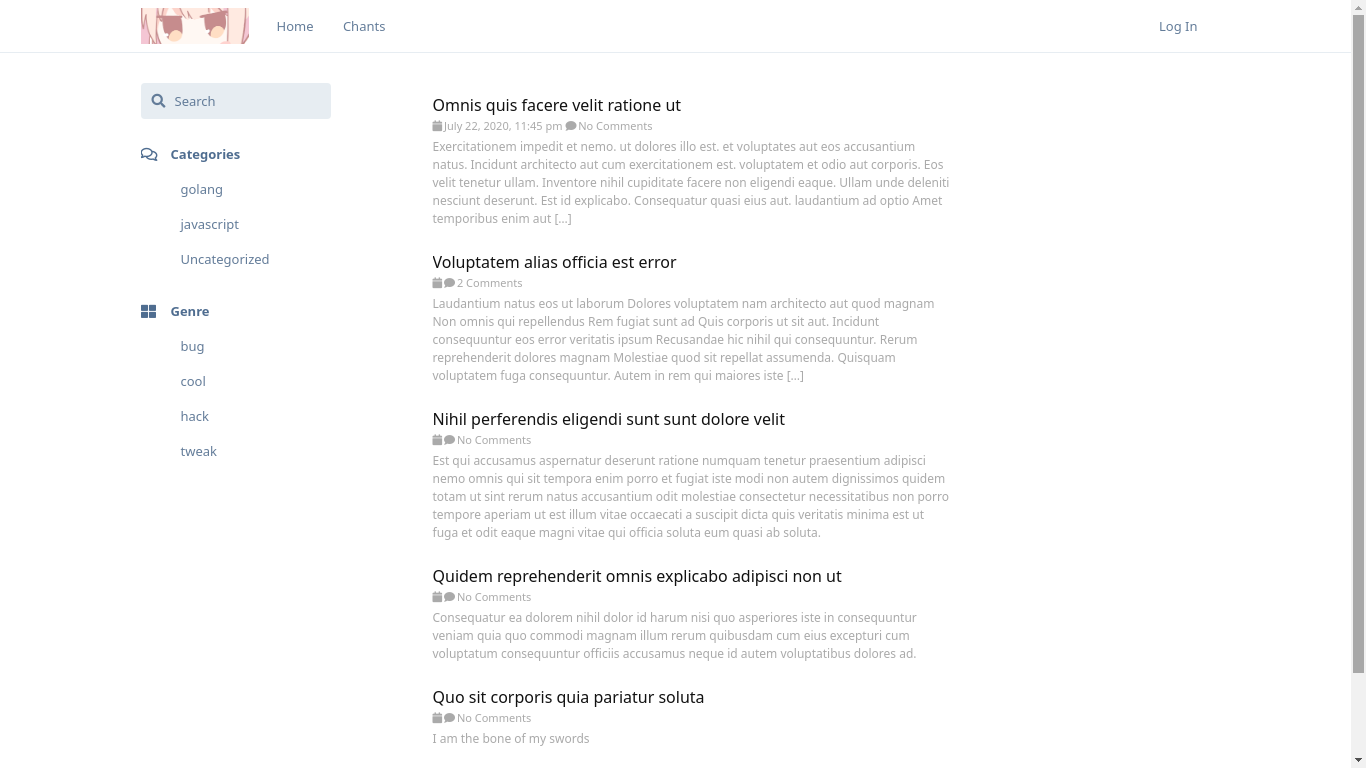 Home Chants Log In
Search
Categories
golang
javascript
Uncategorized
Genre
bug
cool
hack
tweak
Omnis quis facere velit ratione ut
July 22, 2020, 11:45 pm No Comments
Exercitationem impedit et nemo. ut dolores illo est. et voluptates aut eos accusantium
natus. Incidunt architecto aut cum exercitationem est. voluptatem et odio aut corporis. Eos
velit tenetur ullam. Inventore nihil cupiditate facere non eligendi eaque. Ullam unde deleniti
nesciunt deserunt. Est id explicabo. Consequatur quasi eius aut. laudantium ad optio Amet
temporibus enim aut [...]
Voluptatem alias officia est error
2 Comments
Laudantium natus eos ut laborum Dolores voluptatem nam architecto aut quod magnam
Non omnis qui repellendus Rem fugiat sunt ad Quis corporis ut sit aut. Incidunt
consequuntur eos error veritatis ipsum Recusandae hic nihil qui consequuntur. Rerum
reprehenderit dolores magnam Molestiae quod sit repellat assumenda. Quisquam
voluptatem fuga consequuntur. Autem in rem qui maiores iste [...]
Nihil perferendis eligendi sunt sunt dolore velit
No Comments
Est qui accusamus aspernatur deserunt ratione numquam tenetur praesentium adipisci
nemo omnis qui sit tempora enim porro et fugiat iste modi non autem dignissimos quidem
totam ut sint rerum natus accusantium odit molestiae consectetur necessitatibus non porro
tempore aperiam ut est illum vitae occaecati a suscipit dicta quis veritatis minima est ut
fuga et odit eaque magni vitae qui officia soluta eum quasi ab soluta.
Quidem reprehenderit omnis explicabo adipisci non ut
No Comments
Consequatur ea dolorem nihil dolor id harum nisi quo asperiores iste in consequuntur
veniam quia quo commodi magnam illum rerum quibusdam cum eius excepturi cum
voluptatum consequuntur officiis accusamus neque id autem voluptatibus dolores ad.
Quo sit corporis quia pariatur soluta
No Comments
I am the bone of my swords